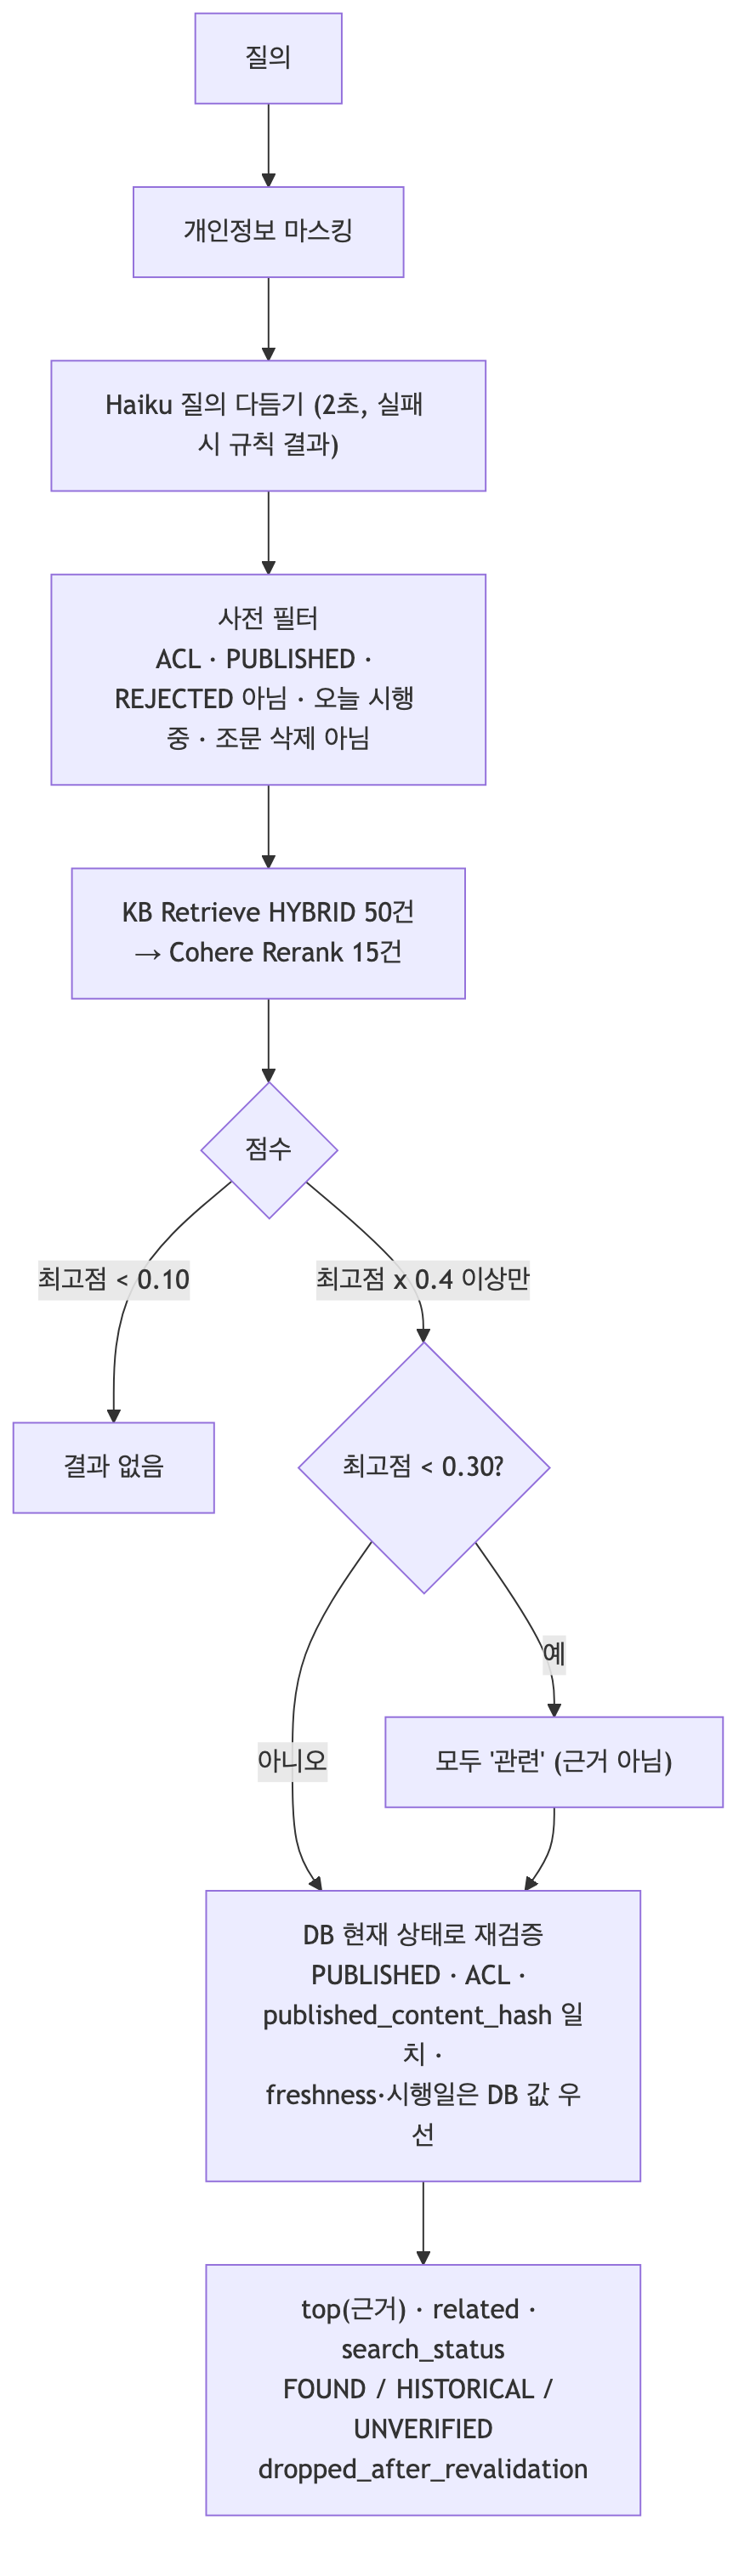 질의
개인정보 마스킹
Haiku 질의 다듬기 (2초, 실패
시 규칙 결과)
사전 필터
ACL · PUBLISHED ·
REJECTED 아님 · 오늘 시행
중 · 조문 삭제 아님
KB Retrieve HYBRID 50건
→ Cohere Rerank 15건
점수
최고점 < 0.10
최고점 x 0.4 이상만
결과 없음
최고점 < 0.30?
예
아니오
모두 '관련' (근거 아님)
DB 현재 상태로 재검증
PUBLISHED · ACL ·
published_content_hash 일
치 ·
freshness·시행일은 DB 값 우
선
top(근거) · related ·
search_status
FOUND / HISTORICAL /
UNVERIFIED
dropped_after_revalidation